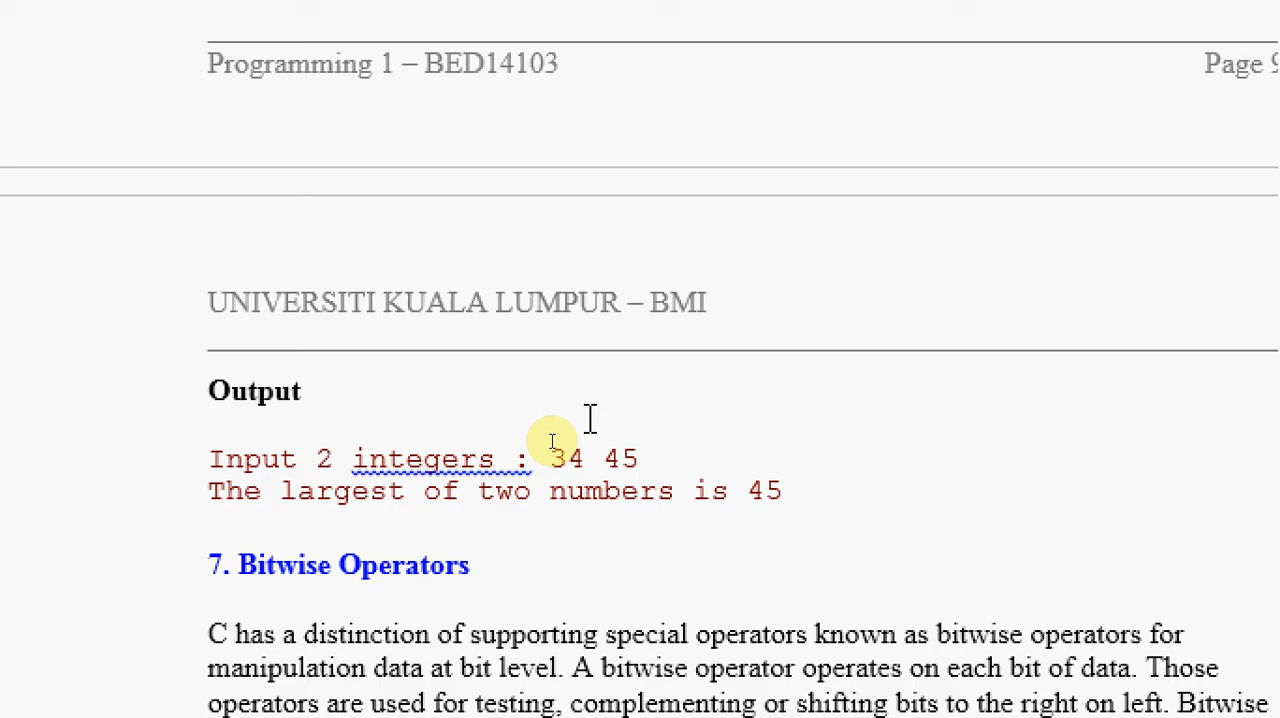 Programming 1 – BED14103
Page 9
UNIVERSITI KUALA LUMPUR – BMI
Output
Input 2 integers : 34 45
The largest of two numbers is 45
7. Bitwise Operators
C has a distinction of supporting special operators known as bitwise operators for
manipulation data at bit level. A bitwise operator operates on each bit of data. Those
operators are used for testing, complementing or shifting bits to the right on left. Bitwise